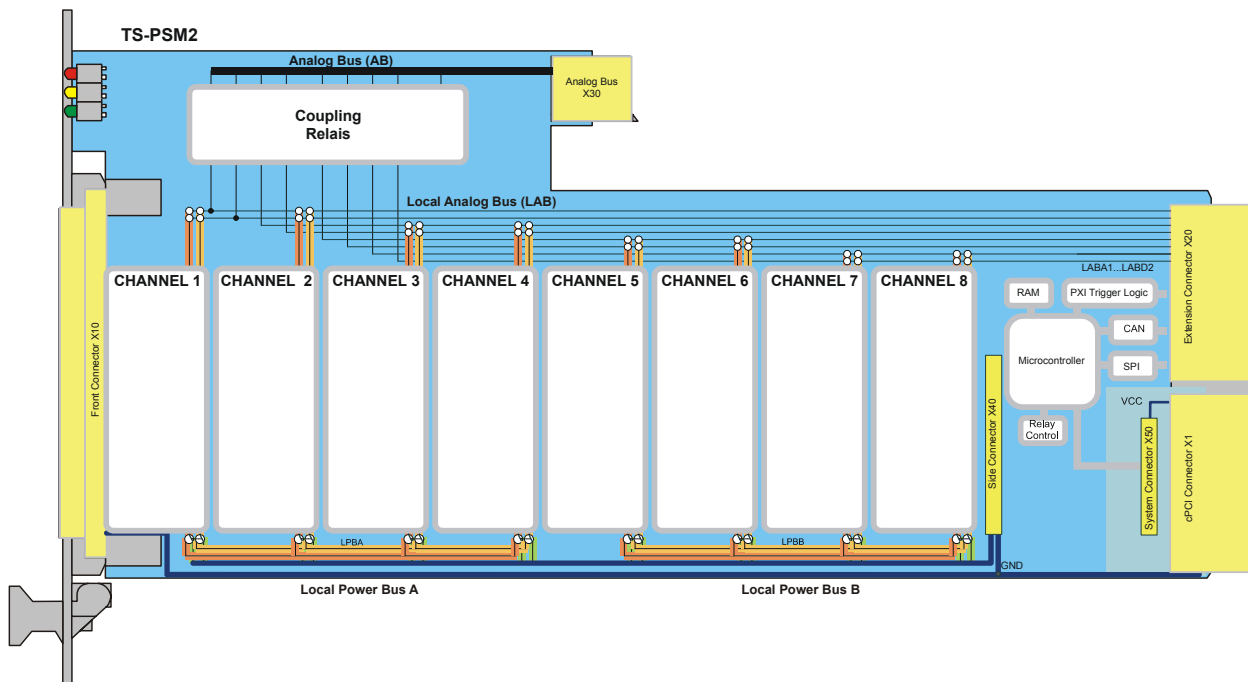 TS-PSM2
Analog Bus (AB)
Analog Bus
X30
Coupling
Relais
Local Analog Bus (LAB)
CHANNEL 1
CHANNEL 2
CHANNEL 3
CHANNEL 4
CHANNEL 5
CHANNEL 6
CHANNEL 7
CHANNEL 8
LABA1...LABD2
RAM
PXI Trigger Logic
CAN
Microcontroller
SPI
VCC
Relay
Control
Front Connector X10
Side Connector X40
System Connector X50
Extension Connector X20
cPCI Connector X1
LPBA
LPBB
GND
Local Power Bus A
Local Power Bus B